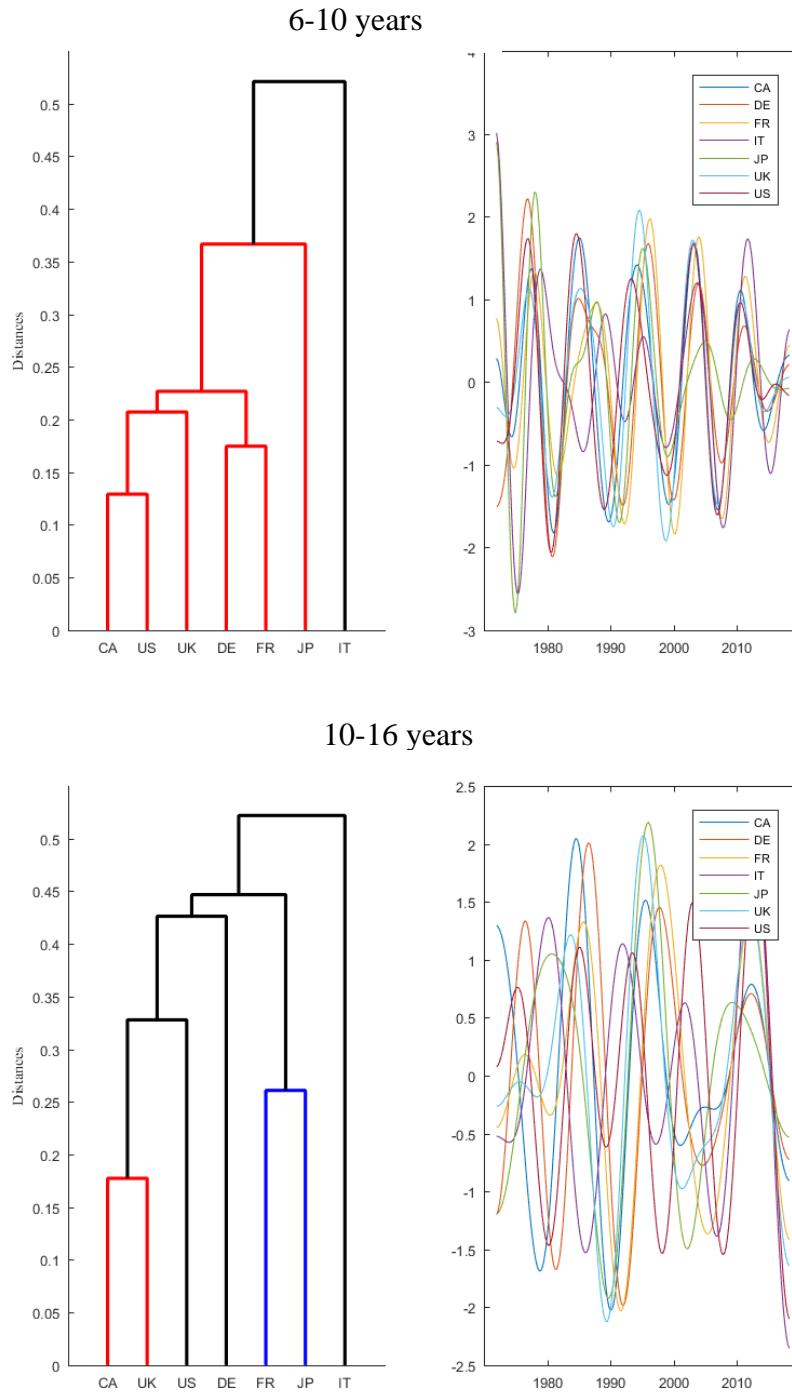 6-10 years
0.5
0.45
0.4
0.35
0.3
0.25
0.2
0.15
0.1
0.05
0
Distances
CA US UK DE FR JP IT
4
3
2
1
0
-1
-2
-3
1980 1990 2000 2010
CA
DE
FR
IT
JP
UK
US
10-16 years
0.5
0.45
0.4
0.35
0.3
0.25
0.2
0.15
0.1
0.05
0
Distances
CA UK US DE FR JP IT
2.5
2
1.5
1
0.5
0
-0.5
-1
-1.5
-2
-2.5
1980 1990 2000 2010
CA
DE
FR
IT
JP
UK
US